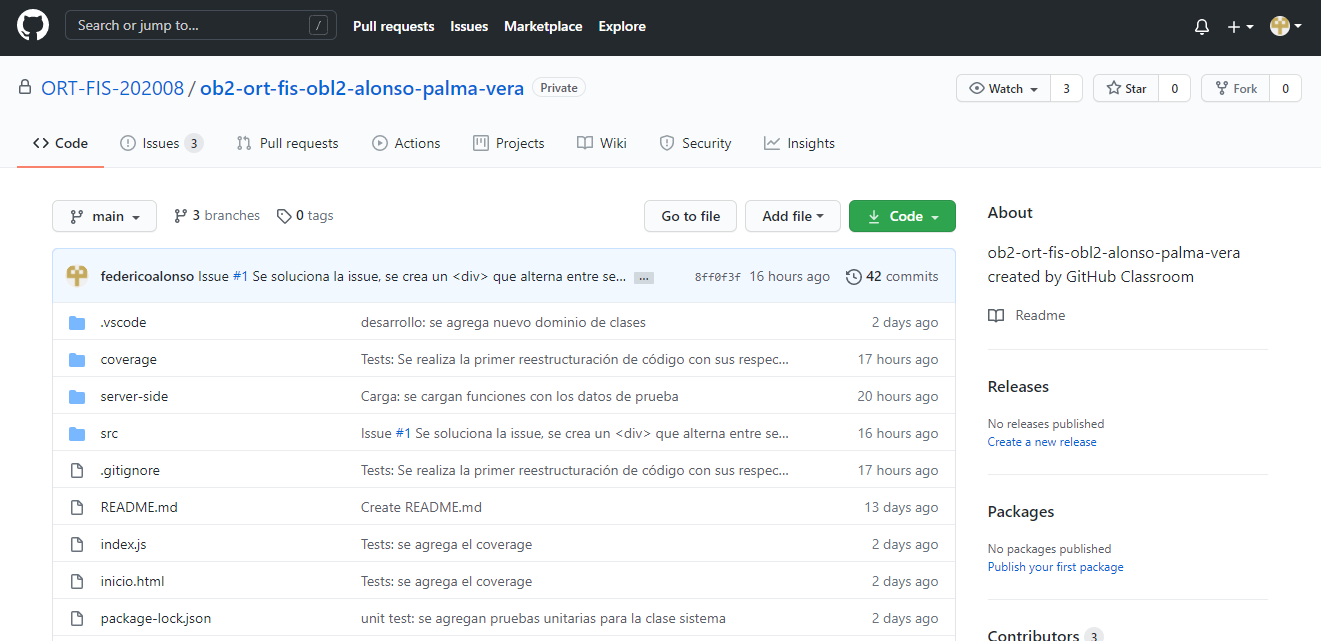 Search or jump to... /
Pull requests Issues Marketplace Explore
ORT-FIS-202008 / ob2-ort-fis-obl2-alonso-palma-vera Private
Watch 3 Star 0 Fork 0
Code Issues 3 Pull requests Actions Projects Wiki Security Insights
main 3 branches 0 tags
Go to file Add file Code
federicoalonso Issue #1 Se soluciona la issue, se crea un <div> que alterna entre se... ... 8ff0f3f 16 hours ago 42 commits
.vscode desarrollo: se agrega nuevo dominio de clases 2 days ago
coverage Tests: Se realiza la primer reestructuración de código con sus respec... 17 hours ago
server-side Carga: se cargan funciones con los datos de prueba 20 hours ago
src Issue #1 Se soluciona la issue, se crea un <div> que alterna entre se... 16 hours ago
.gitignore Tests: Se realiza la primer reestructuración de código con sus respec... 17 hours ago
README.md Create README.md 13 days ago
index.js Tests: se agrega el coverage 2 days ago
inicio.html Tests: se agrega el coverage 2 days ago
package-lock.json unit test: se agregan pruebas unitarias para la clase sistema 2 days ago
About
ob2-ort-fis-obl2-alonso-palma-vera
created by GitHub Classroom
Readme
Releases
No releases published
Create a new release
Packages
No packages published
Publish your first package
Contributors 3